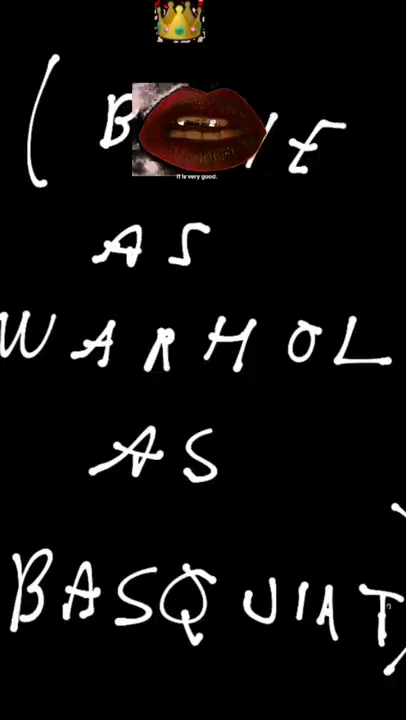 (
It is very good.
AS
WARHOL
AS
BASQUIAT)